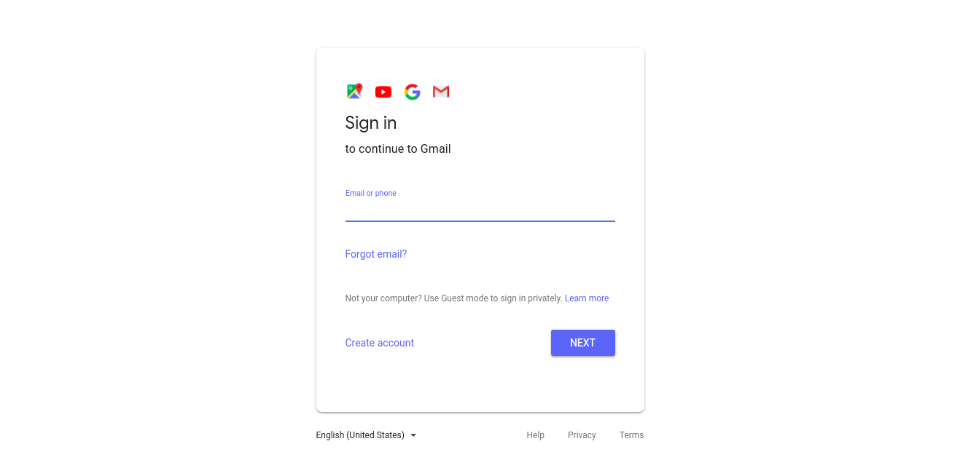 Sign in
to continue to Gmail
Email or phone
Forgot email?
Not your computer? Use Guest mode to sign in privately. Learn more
Create account
NEXT
English (United States)
Help Privacy Terms